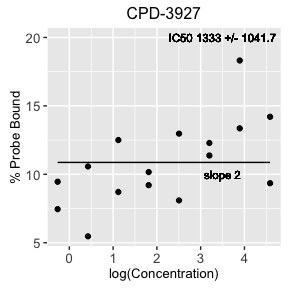 CPD-3927
IC50 1333 +/- 1041.7
slope 2
% Probe Bound
20
15
10
5
0
1
2
3
4
log(Concentration)